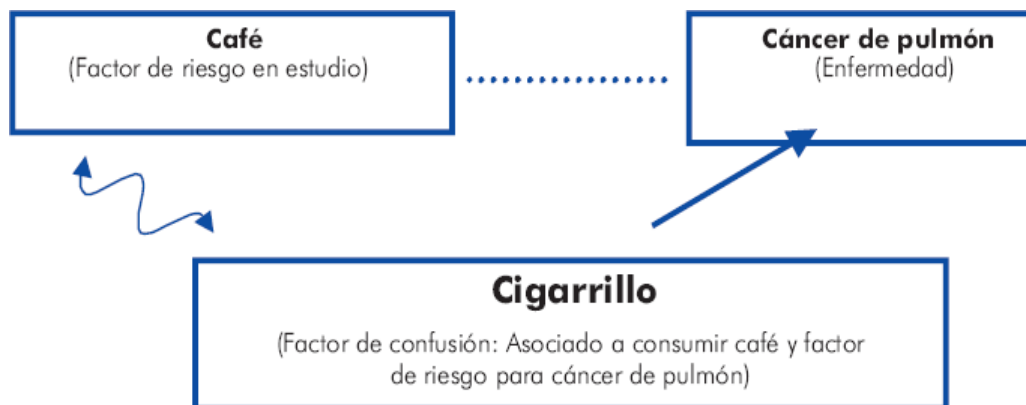 Café
(Factor de riesgo en estudio)
Cáncer de pulmón
(Enfermedad)
Cigarrillo
(Factor de confusión: Asociado a consumir café y factor
de riesgo para cáncer de pulmón)